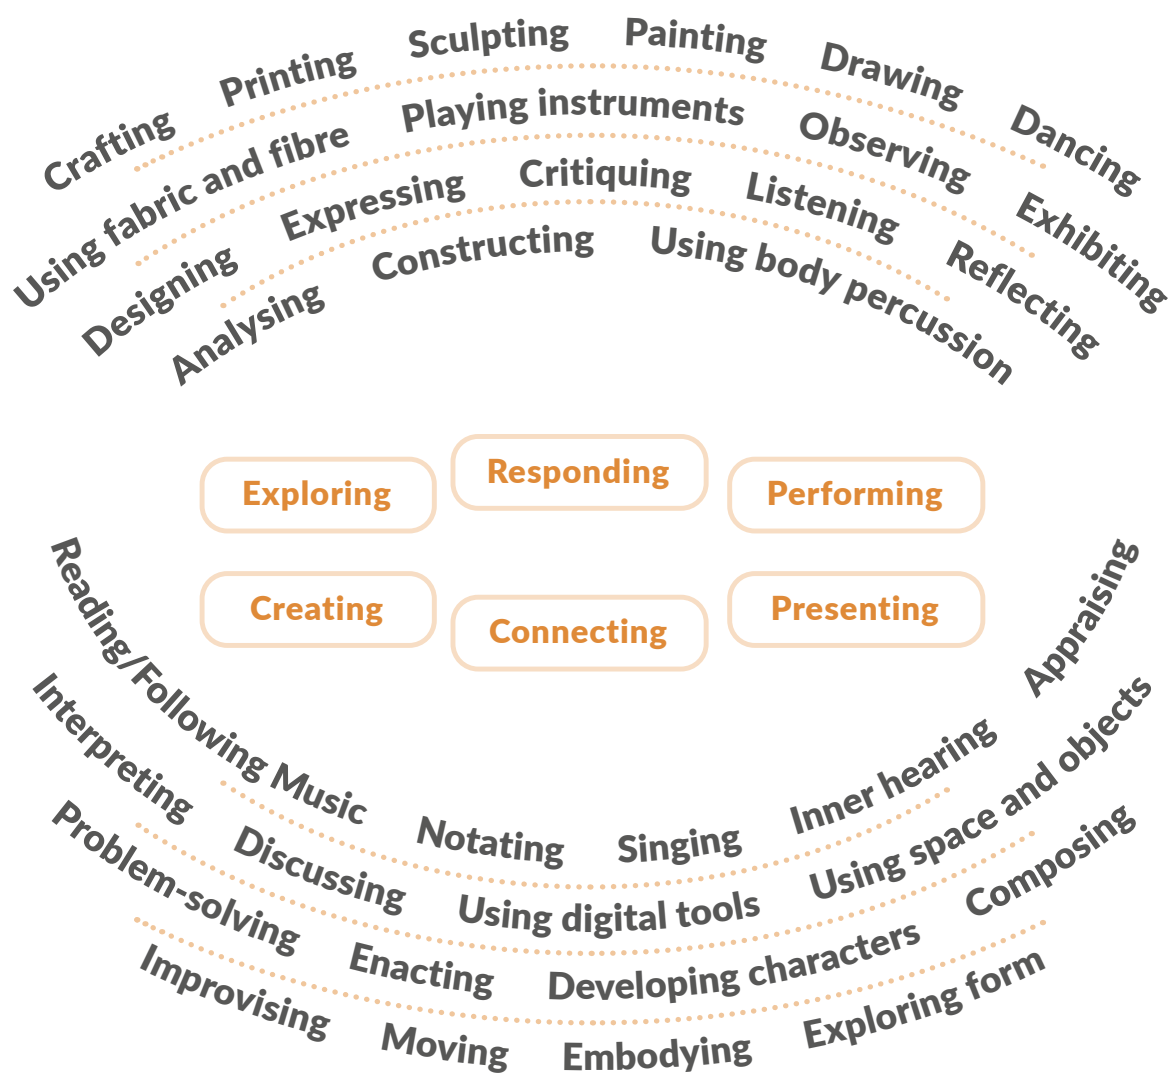 Crafting Printing Sculpting Painting Drawing Dancing
Using fabric and fibre Playing instruments Observing Exhibiting
Designing Expressing Critiquing Listening Reflecting
Analysing Constructing Using body percussion
Exploring Responding Performing
Creating Connecting Presenting
Reading/Following Music Notating Singing Inner hearing Appraising
Interpreting Discussing Using digital tools Using space and objects
Problem-solving Enacting Developing characters Composing
Improvising Moving Embodying Exploring form